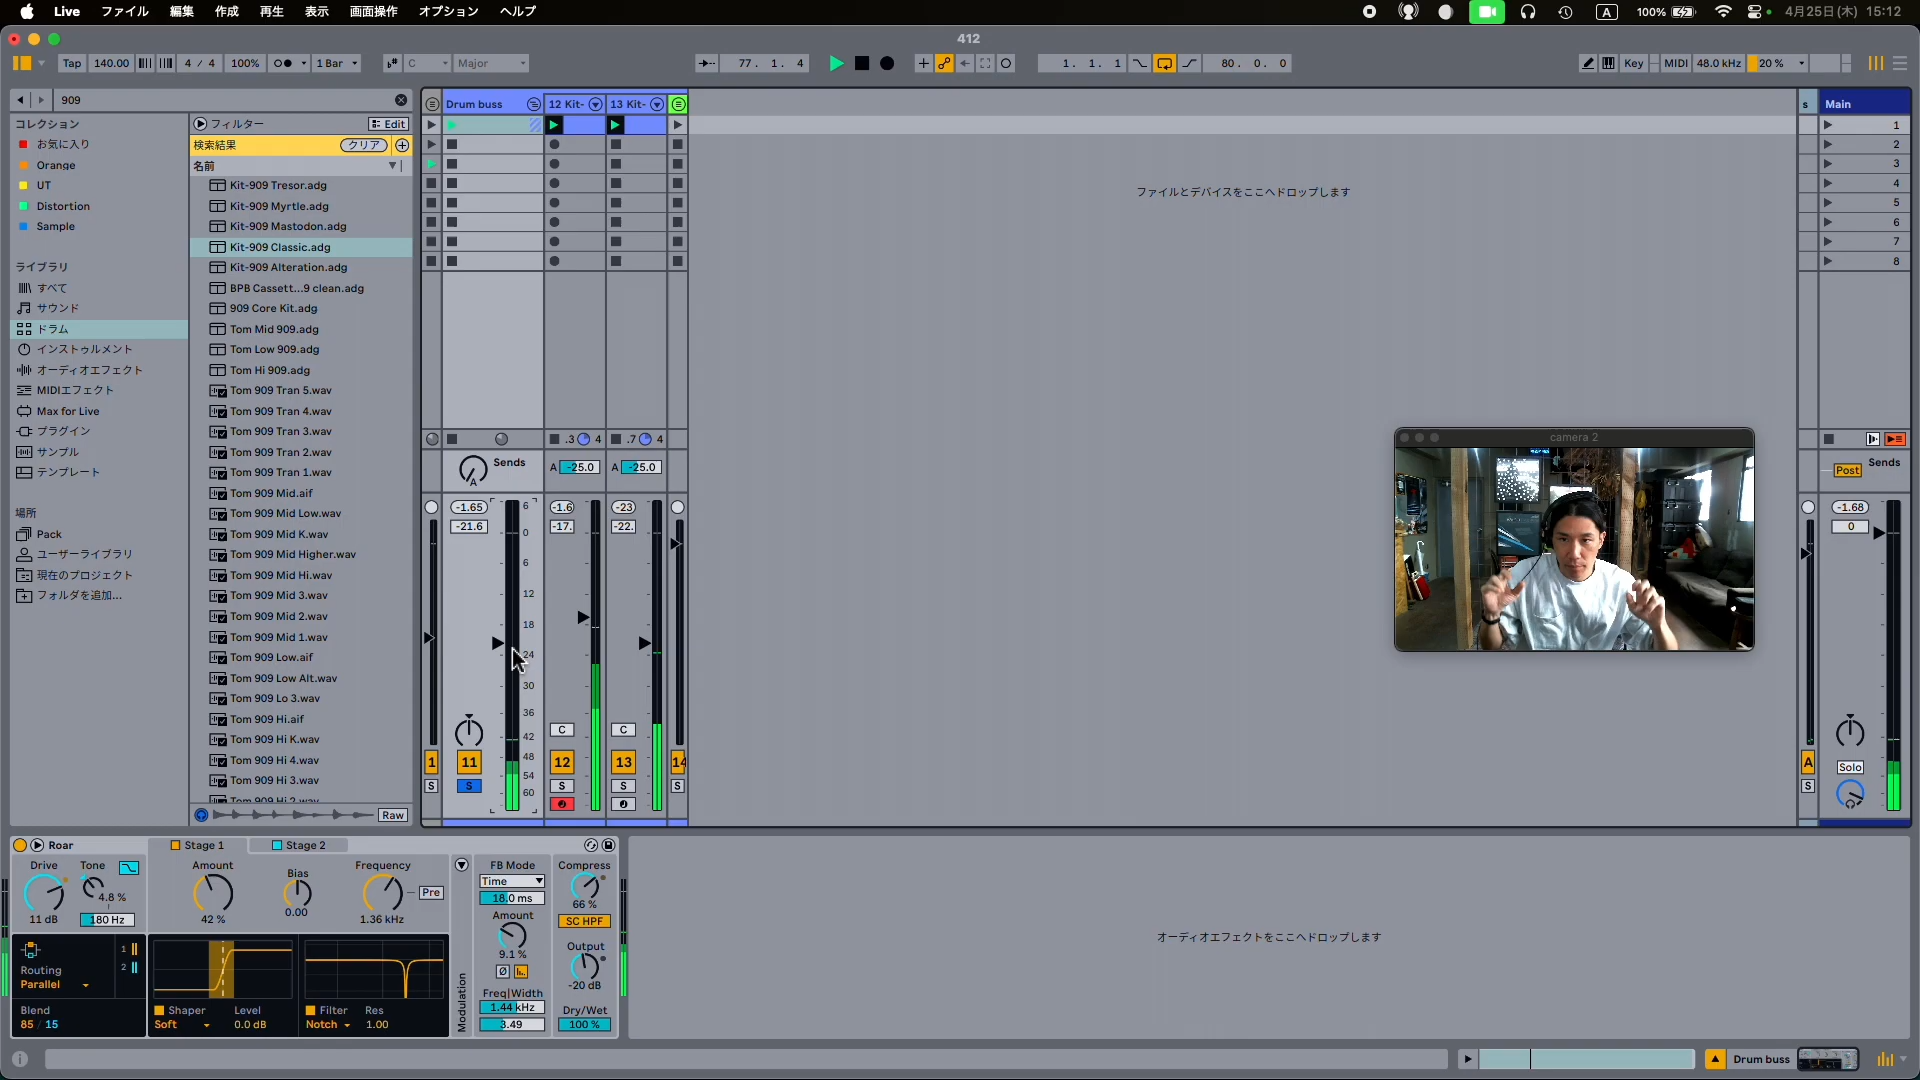 Live ファイル 編集 作成 再生 表示 画面操作 オプション ヘルプ
A 100% 4月25日(木) 15:12
412
Tap 140.00 4 / 4 100% 1 Bar C Major
77. 1. 4
1. 1. 1
80. 0. 0
Key MIDI 48.0 kHz 20 %
909
コレクション
お気に入り
Orange
UT
Distortion
Sample
ライブラリ
すべて
サウンド
ドラム
インストゥルメント
オーディオエフェクト
MIDIエフェクト
Max for Live
プラグイン
サンプル
テンプレート
場所
Pack
ユーザーライブラリ
現在のプロジェクト
フォルダを追加...
フィルター Edit
検索結果 クリア
名前
Kit-909 Tresor.adg
Kit-909 Myrtle.adg
Kit-909 Mastodon.adg
Kit-909 Classic.adg
Kit-909 Alteration.adg
BPB Cassett...9 clean.adg
909 Core Kit.adg
Tom Mid 909.adg
Tom Low 909.adg
Tom Hi 909.adg
Tom 909 Tran 5.wav
Tom 909 Tran 4.wav
Tom 909 Tran 3.wav
Tom 909 Tran 2.wav
Tom 909 Tran 1.wav
Tom 909 Mid.aif
Tom 909 Mid Low.wav
Tom 909 Mid K.wav
Tom 909 Mid Higher.wav
Tom 909 Mid Hi.wav
Tom 909 Mid 3.wav
Tom 909 Mid 2.wav
Tom 909 Mid 1.wav
Tom 909 Low.aif
Tom 909 Low Alt.wav
Tom 909 Lo 3.wav
Tom 909 Hi.aif
Tom 909 Hi K.wav
Tom 909 Hi 4.wav
Tom 909 Hi 3.wav
Tom 909 Hi 2.wav
Raw
Drum buss 12 Kit- 13 Kit-
.3 4 .7 4
Sends
A
A -25.0 A -25.0
-1.65 -1.6 -23
-21.6 -17. -22.
6
0
6
12
18
24
30
36
42
48
54
60
C C
1 11 12 13 14
S S S S S
ファイルとデバイスをここへドロップします
camera 2
s Main
1
2
3
4
5
6
7
8
Sends
Post
-1.68
0
A
S
Solo
Roar Stage 1 Stage 2
Drive Tone
4.8 %
11 dB 180 Hz
Amount Bias Frequency
42 % 0.00 1.36 kHz
Pre
Routing
Parallel
1
2
Blend
85 / 15
Shaper Level
Soft 0.0 dB
Filter Res
Notch 1.00
Modulation
FB Mode
Time
18.0 ms
Amount
9.1 %
Ø
Freq|Width
1.44 kHz
3.49
Compress
66 %
SC HPF
Output
-20 dB
Dry/Wet
100 %
オーディオエフェクトをここへドロップします
Drum buss